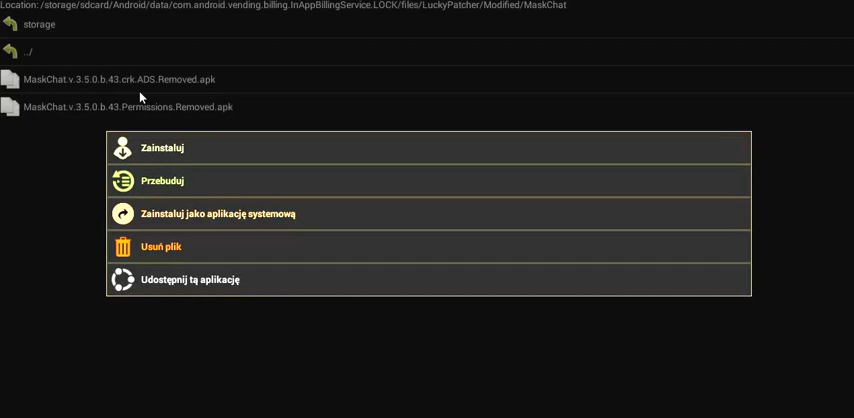 Location: /storage/sdcard/Android/data/com.android.vending.billing.InAppBillingService.LOCK/files/LuckyPatcher/Modified/MaskChat
storage
../
MaskChat.v.3.5.0.b.43.crk.ADS.Removed.apk
MaskChat.v.3.5.0.b.43.Permissions.Removed.apk
Zainstaluj
Przebuduj
Zainstaluj jako aplikację systemową
Usuń plik
Udostępnij tą aplikację